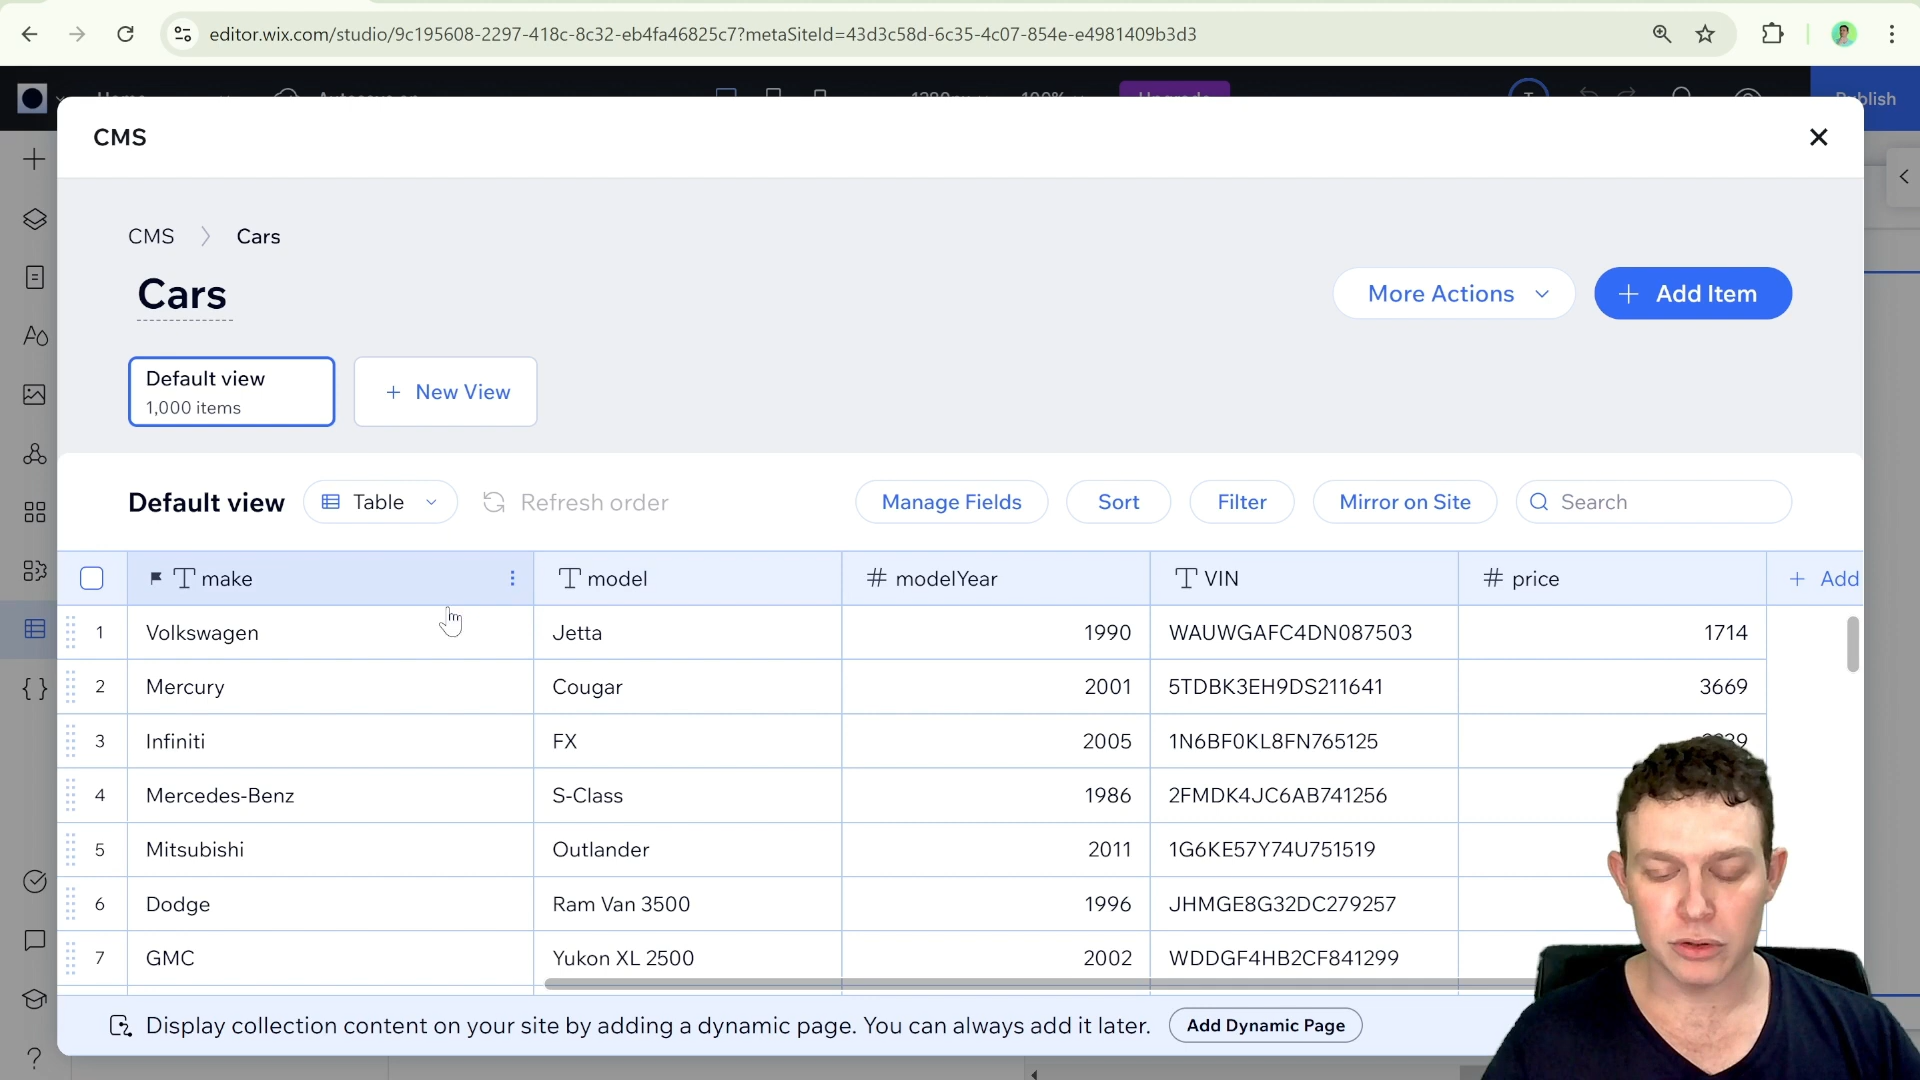 editor.wix.com/studio/9c195608-2297-418c-8c32-eb4fa46825c7?metaSiteId=43d3c58d-6c35-4c07-854e-e4981409b3d3
CMS
CMS Cars
Cars
More Actions
+ Add Item
Default view
1,000 items
+ New View
Default view
Table
Refresh order
Manage Fields
Sort
Filter
Mirror on Site
Search
make model # modelYear VIN # price + Add
1 Volkswagen Jetta 1990 WAUWGAFC4DN087503 1714
2 Mercury Cougar 2001 5TDBK3EH9DS211641 3669
3 Infiniti FX 2005 1N6BF0KL8FN765125
4 Mercedes-Benz S-Class 1986 2FMDK4JC6AB741256
5 Mitsubishi Outlander 2011 1G6KE57Y74U751519
6 Dodge Ram Van 3500 1996 JHMGE8G32DC279257
7 GMC Yukon XL 2500 2002 WDDGF4HB2CF841299
Display collection content on your site by adding a dynamic page. You can always add it later.
Add Dynamic Page